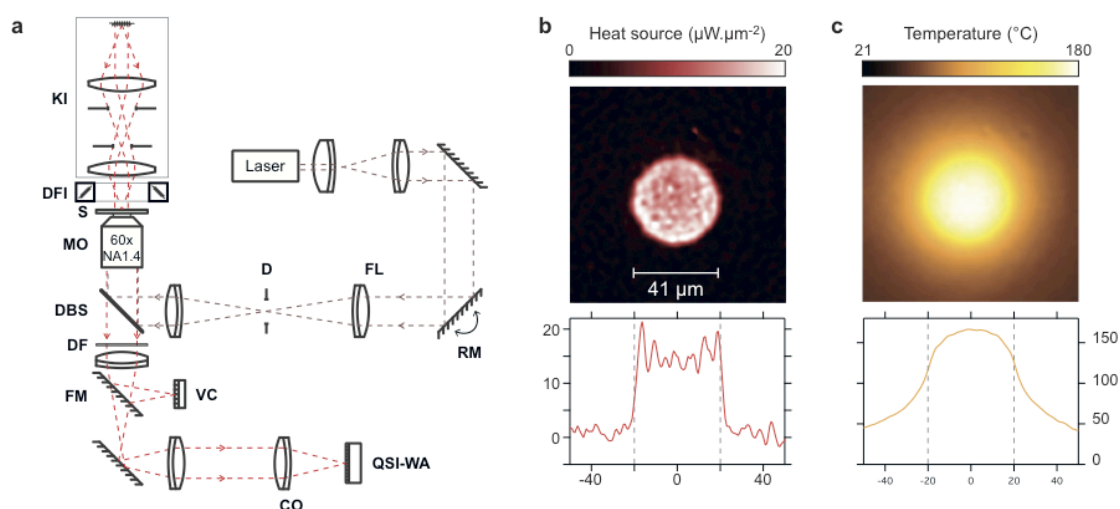 a
KI
DFI
S
MO
60x
NA1.4
DBS
DF
FM
VC
QSI-WA
CO
Laser
D
FL
RM
b
Heat source (µW.µm-2)
0 20
41 µm
20
10
0
-40 0 40
c
Temperature (°C)
21 180
150
100
50
0
-40 -20 0 20 40